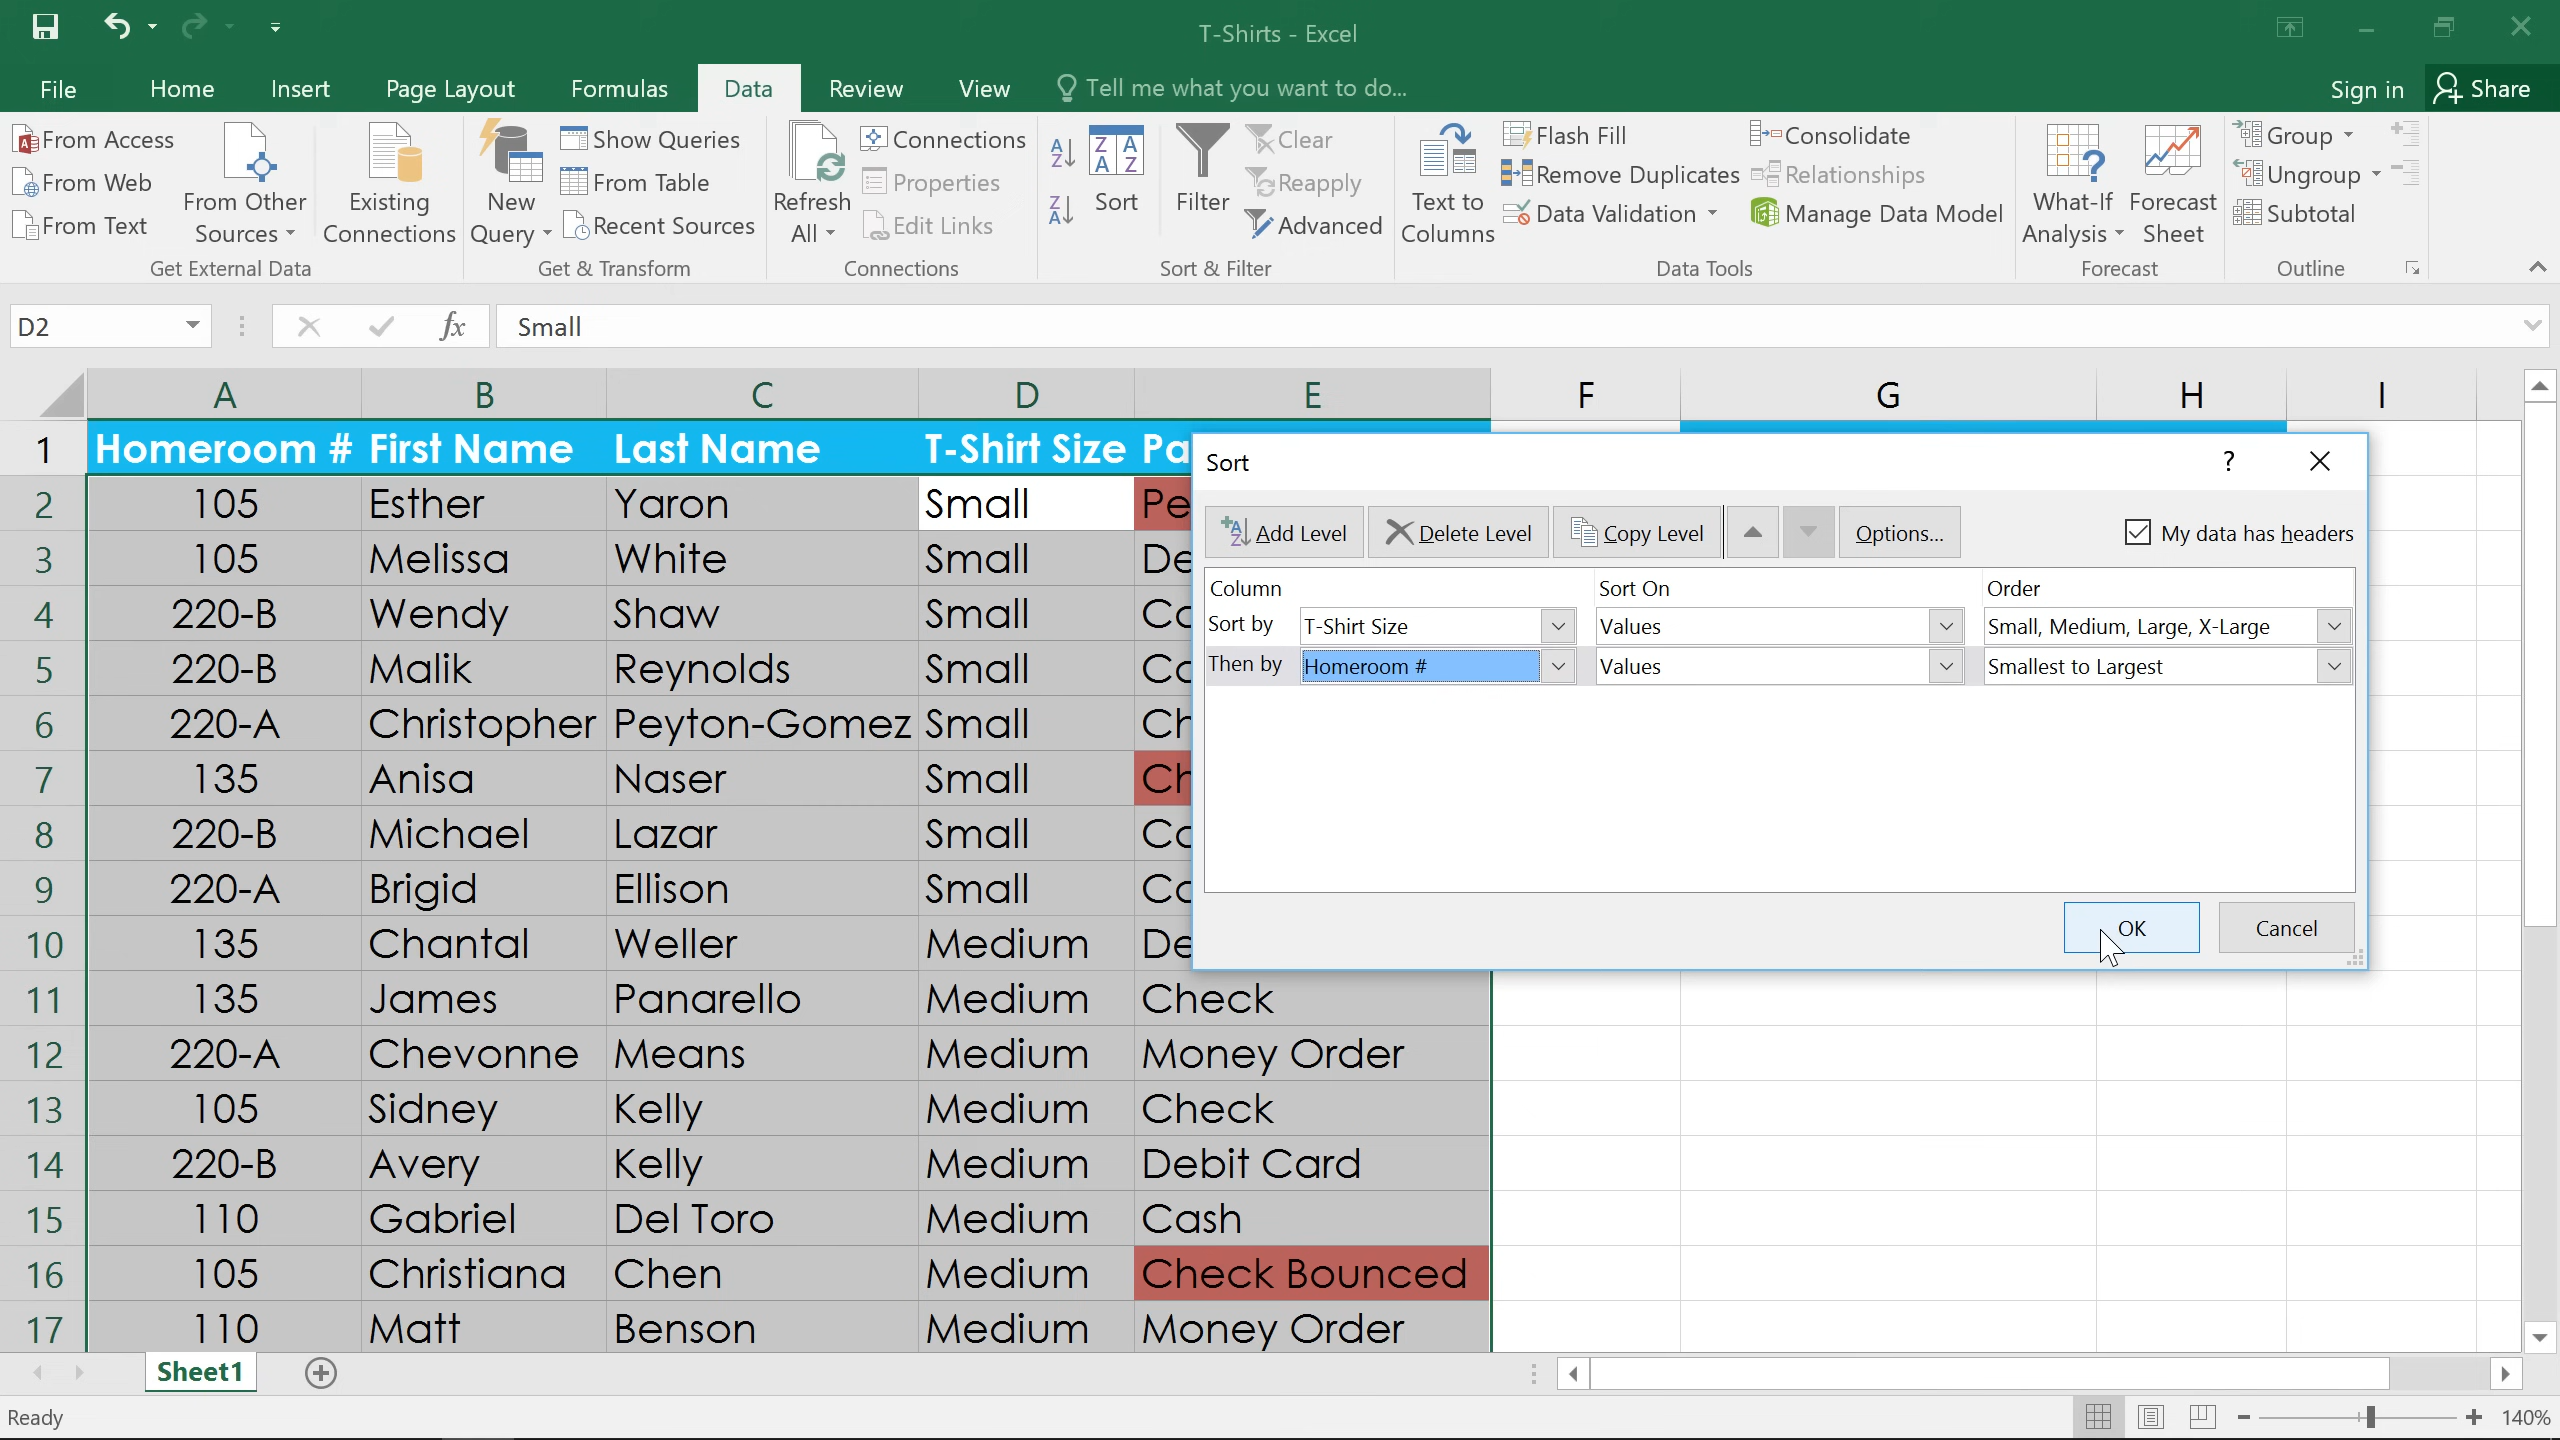 T-Shirts - Excel
File Home Insert Page Layout Formulas Data Review View Tell me what you want to do... Sign in Share
From Access
From Web
From Text
From Other Sources
Existing Connections
Get External Data
New Query
Show Queries
From Table
Recent Sources
Get & Transform
Refresh All
Connections
Properties
Edit Links
Connections
Sort
Filter
Clear
Reapply
Advanced
Sort & Filter
Text to Columns
Flash Fill
Remove Duplicates
Data Validation
Consolidate
Relationships
Manage Data Model
Data Tools
What-If Analysis
Forecast Sheet
Forecast
Group
Ungroup
Subtotal
Outline
D2 fx Small
A B C D E F G H I
1 Homeroom # First Name Last Name T-Shirt Size Pa
2 105 Esther Yaron Small Pe
3 105 Melissa White Small De
4 220-B Wendy Shaw Small Ca
5 220-B Malik Reynolds Small Ca
6 220-A Christopher Peyton-Gomez Small Ch
7 135 Anisa Naser Small Ch
8 220-B Michael Lazar Small Ca
9 220-A Brigid Ellison Small Ca
10 135 Chantal Weller Medium De
11 135 James Panarello Medium Check
12 220-A Chevonne Means Medium Money Order
13 105 Sidney Kelly Medium Check
14 220-B Avery Kelly Medium Debit Card
15 110 Gabriel Del Toro Medium Cash
16 105 Christiana Chen Medium Check Bounced
17 110 Matt Benson Medium Money Order
Sort ?
Add Level Delete Level Copy Level Options... My data has headers
Column Sort On Order
Sort by T-Shirt Size Values Small, Medium, Large, X-Large
Then by Homeroom # Values Smallest to Largest
OK Cancel
Sheet1
Ready 140%